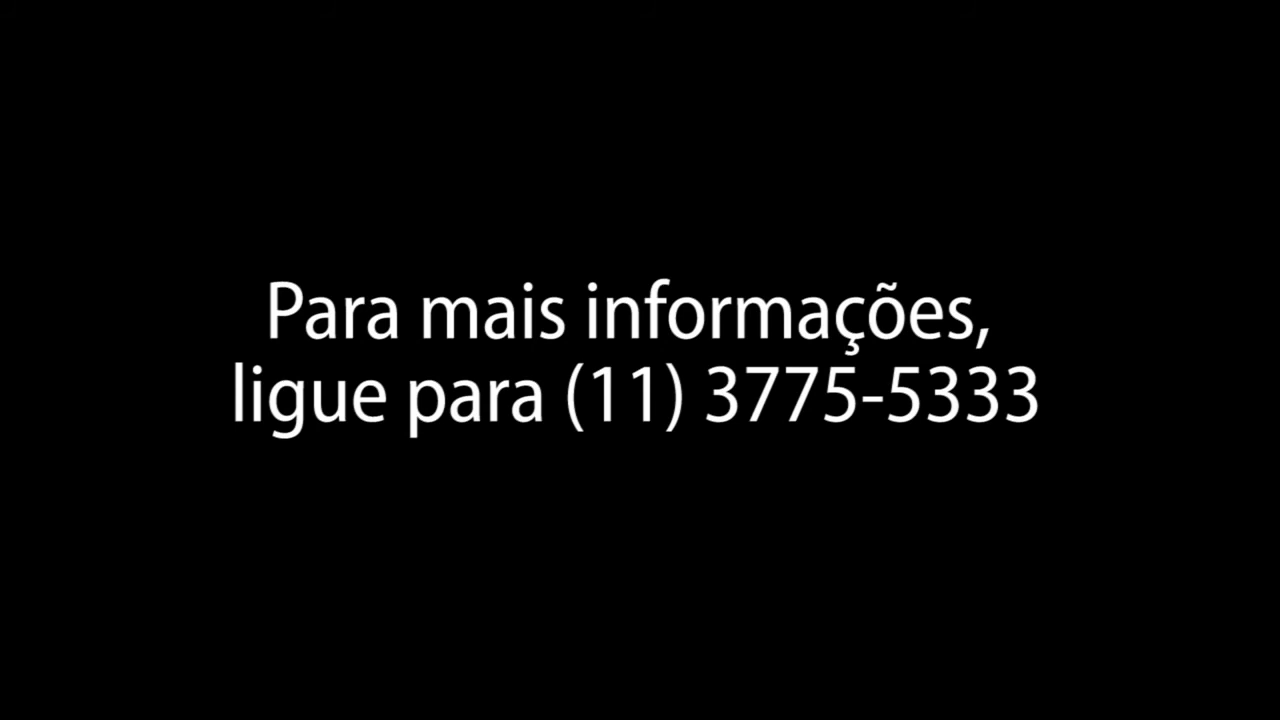 Para mais informações,
ligue para (11) 3775-5333